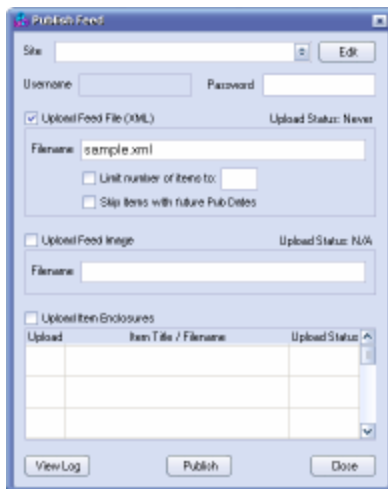 Publish Feed
Site Edit
Username Password
Upload Feed File (XML) Upload Status: Never
Filename sample.xml
Limit number of items to:
Skip items with future Pub Dates
Upload Feed Image Upload Status: N/A
Filename
Upload Item Enclosures
Upload Item Title / Filename Upload Status
View Log Publish Close